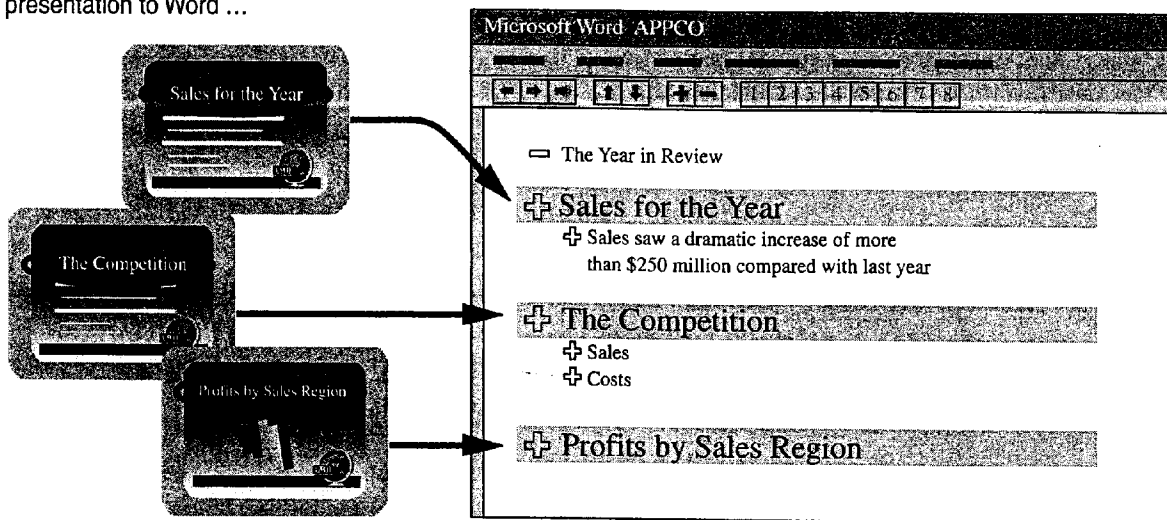 presentation to Word ...
Sales for the Year
The Competition
Profits by Sales Region
Microsoft Word APPCO
1 2 3 4 5 6 7 8
The Year in Review
Sales for the Year
Sales saw a dramatic increase of more
than $250 million compared with last year
The Competition
Sales
Costs
Profits by Sales Region